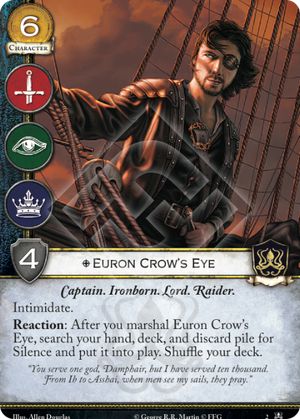 6
CHARACTER
4
EURON CROW'S EYE
Captain. Ironborn. Lord. Raider.
Intimidate.
Reaction: After you marshal Euron Crow's
Eye, search your hand, deck, and discard pile for
Silence and put it into play. Shuffle your deck.
"You serve one god, Damphair, but I have served ten thousand.
From Ib to Asshai, when men see my sails, they pray."
Illus. Allen Douglas
© George R.R. Martin © FFG
2